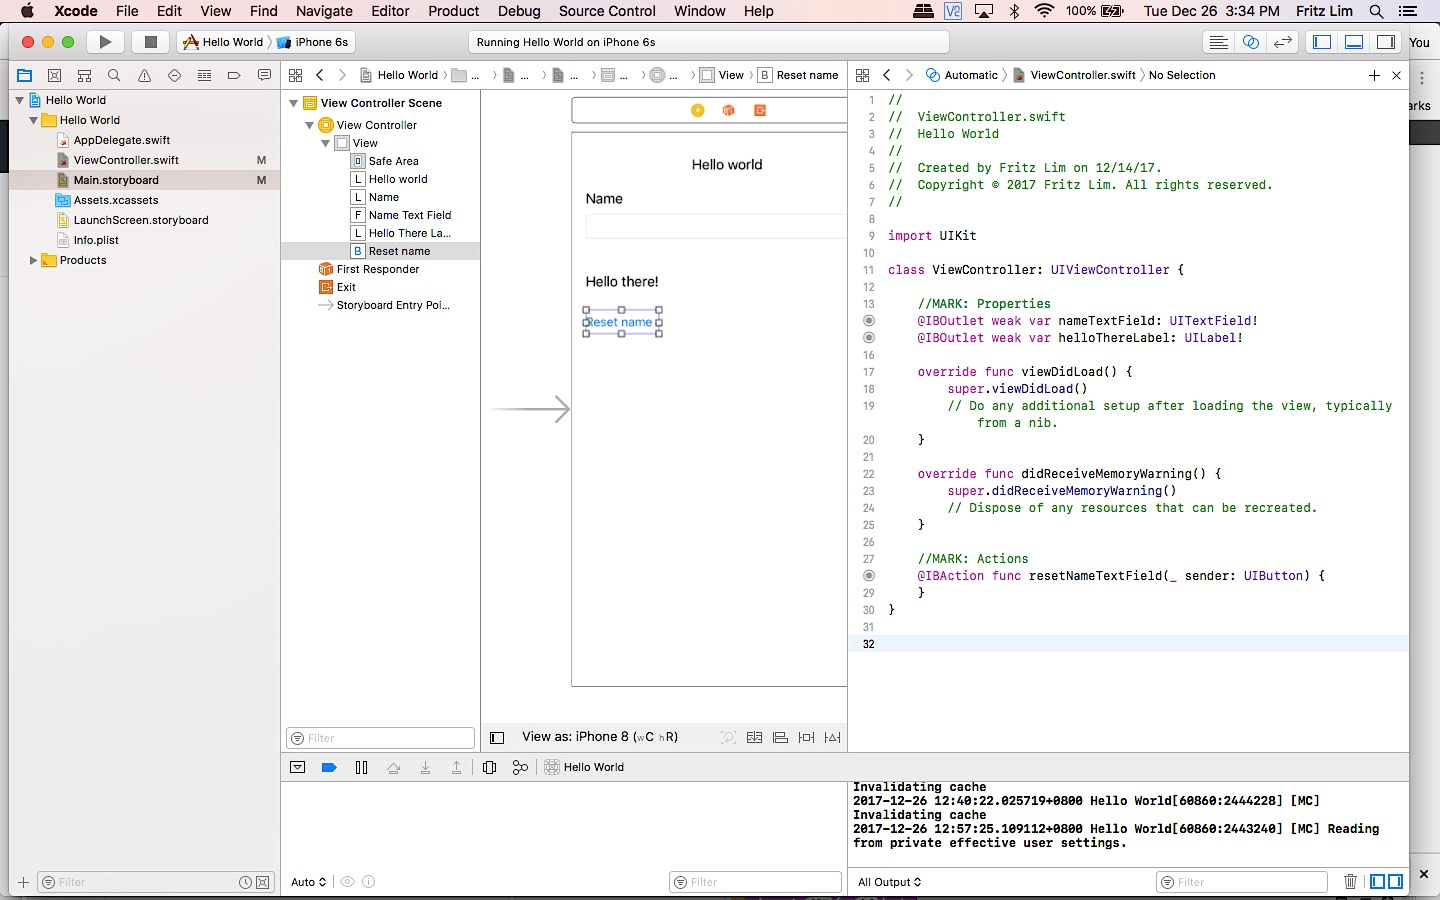 Xcode File Edit View Find Navigate Editor Product Debug Source Control Window Help 100% Tue Dec 26 3:34 PM Fritz Lim
Hello World iPhone 6s Running Hello World on iPhone 6s You
Hello World ... ... ... ... ... View B Reset name Automatic ViewController.swift No Selection
arks
Hello World
Hello World
AppDelegate.swift
ViewController.swift M
Main.storyboard M
Assets.xcassets
LaunchScreen.storyboard
Info.plist
Products
Filter
View Controller Scene
View Controller
View
Safe Area
L Hello world
L Name
F Name Text Field
L Hello There La...
B Reset name
First Responder
Exit
Storyboard Entry Poi...
Filter
Hello world
Name
Hello there!
Reset name
View as: iPhone 8 (wC hR)
1 //
2 // ViewController.swift
3 // Hello World
4 //
5 // Created by Fritz Lim on 12/14/17.
6 // Copyright © 2017 Fritz Lim. All rights reserved.
7 //
8
9 import UIKit
10
11 class ViewController: UIViewController {
12
13 //MARK: Properties
@IBOutlet weak var nameTextField: UITextField!
@IBOutlet weak var helloThereLabel: UILabel!
16
17 override func viewDidLoad() {
18 super.viewDidLoad()
19 // Do any additional setup after loading the view, typically
from a nib.
20 }
21
22 override func didReceiveMemoryWarning() {
23 super.didReceiveMemoryWarning()
24 // Dispose of any resources that can be recreated.
25 }
26
27 //MARK: Actions
@IBAction func resetNameTextField(_ sender: UIButton) {
29 }
30 }
31
32
Hello World
Auto
Filter
Invalidating cache
2017-12-26 12:40:22.025719+0800 Hello World[60860:2444228] [MC]
Invalidating cache
2017-12-26 12:57:25.109112+0800 Hello World[60860:2443240] [MC] Reading
from private effective user settings.
All Output
Filter